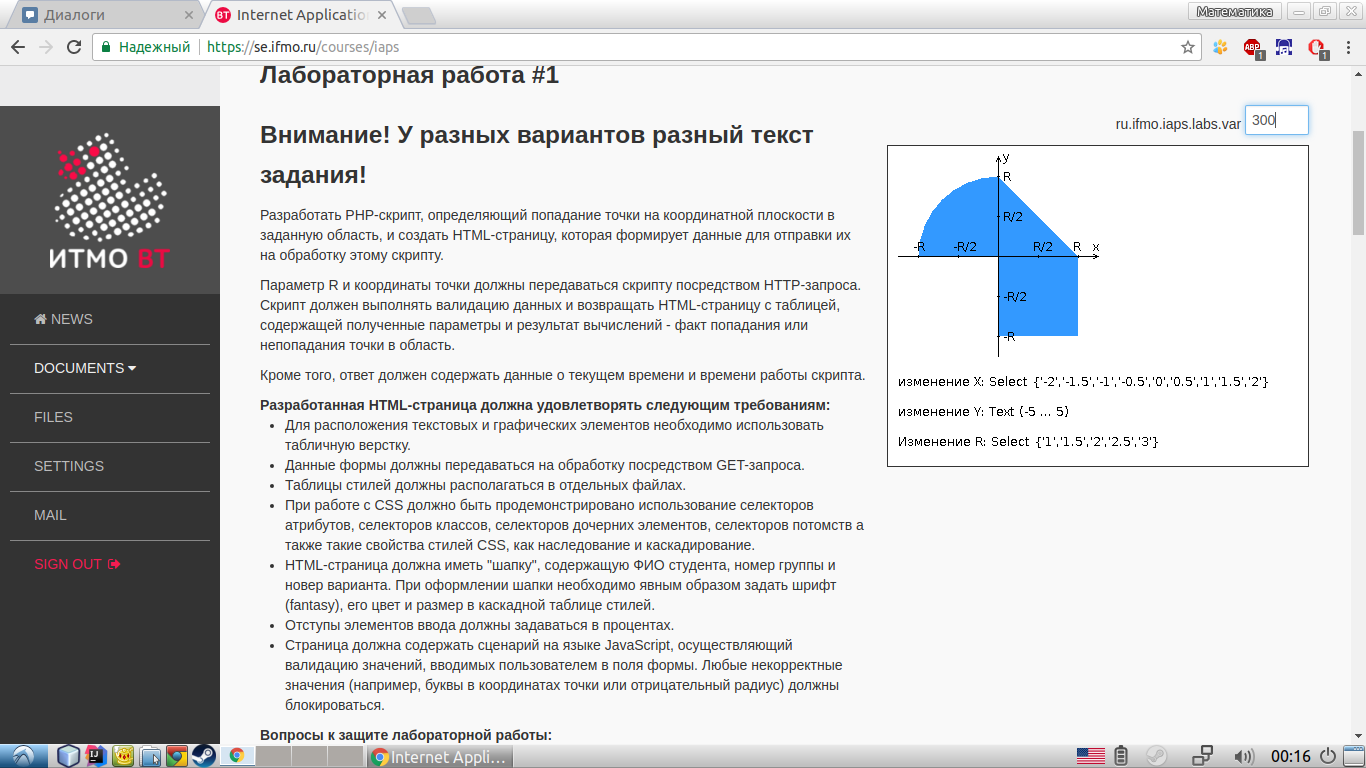 Диалоги
Internet Application
Математика
Надежный
https://se.ifmo.ru/courses/iaps
ABP
1
1
Лабораторная работа #1
Внимание! У разных вариантов разный текст
задания!
Разработать PHP-скрипт, определяющий попадание точки на координатной плоскости в
заданную область, и создать HTML-страницу, которая формирует данные для отправки их
на обработку этому скрипту.
Параметр R и координаты точки должны передаваться скрипту посредством HTTP-запроса.
Скрипт должен выполнять валидацию данных и возвращать HTML-страницу с таблицей,
содержащей полученные параметры и результат вычислений - факт попадания или
непопадания точки в область.
Кроме того, ответ должен содержать данные о текущем времени и времени работы скрипта.
Разработанная HTML-страница должна удовлетворять следующим требованиям:
Для расположения текстовых и графических элементов необходимо использовать
табличную верстку.
Данные формы должны передаваться на обработку посредством GET-запроса.
Таблицы стилей должны располагаться в отдельных файлах.
При работе с CSS должно быть продемонстрировано использование селекторов
атрибутов, селекторов классов, селекторов дочерних элементов, селекторов потомств а
также такие свойства стилей CSS, как наследование и каскадирование.
HTML-страница должна иметь "шапку", содержащую ФИО студента, номер группы и
новер варианта. При оформлении шапки необходимо явным образом задать шрифт
(fantasy), его цвет и размер в каскадной таблице стилей.
Отступы элементов ввода должны задаваться в процентах.
Страница должна содержать сценарий на языке JavaScript, осуществляющий
валидацию значений, вводимых пользователем в поля формы. Любые некорректные
значения (например, буквы в координатах точки или отрицательный радиус) должны
блокироваться.
Вопросы к защите лабораторной работы:
ru.ifmo.iaps.labs.var 300
y
R
R/2
-R -R/2 R/2 R x
-R/2
-R
изменение X: Select {'-2','-1.5','-1','-0.5','0','0.5','1','1.5','2'}
изменение Y: Text (-5 ... 5)
Изменение R: Select {'1','1.5','2','2.5','3'}
ИТМО ВТ
NEWS
DOCUMENTS
FILES
SETTINGS
MAIL
SIGN OUT
Internet Appli...
00:16